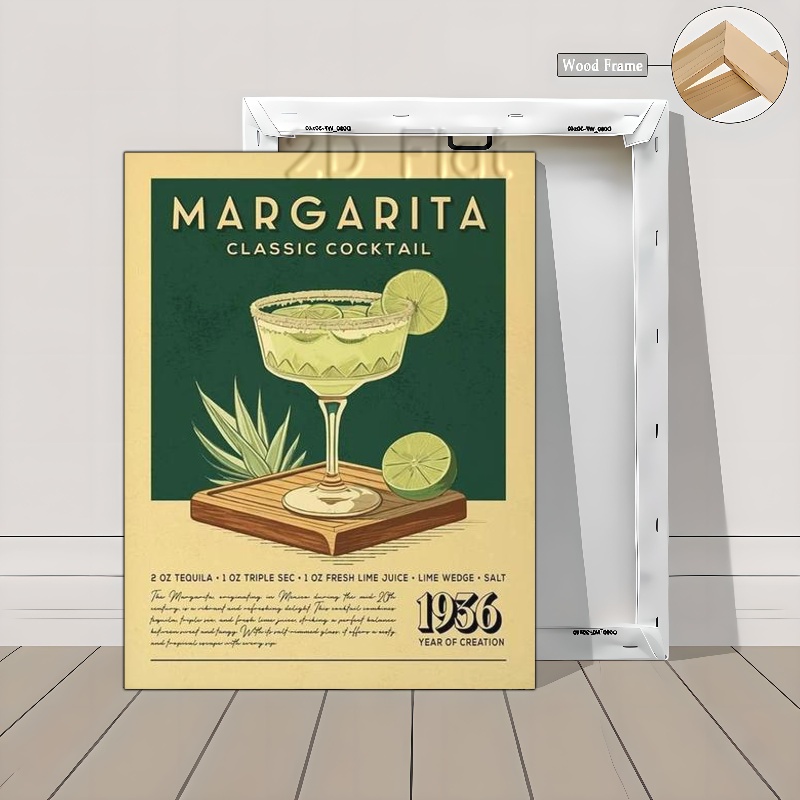 Wood Frame
2D Flat
MARGARITA
CLASSIC COCKTAIL
2 OZ TEQUILA • 1 OZ TRIPLE SEC • 1 OZ FRESH LIME JUICE • LIME WEDGE • SALT
The Margarita, originating in Mexico during the mid-20th
century, is a vibrant and refreshing delight. This cocktail combines
tequila, triple sec, and fresh lime juice, striking a perfect balance
between sweet and tangy. With its salt-rimmed glass, it offers a zesty
and tropical escape with every sip.
1936
YEAR OF CREATION